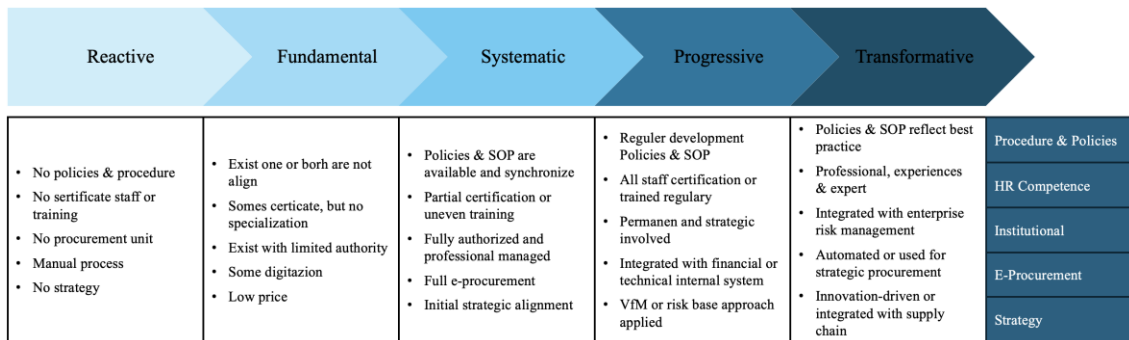 Reactive
Fundamental
Systematic
Progressive
Transformative
• No policies & procedure
• No sertificate staff or
training
• No procurement unit
• Manual process
• No strategy
• Exist one or borh are not
align
• Somes certicate, but no
specialization
• Exist with limited authority
• Some digitazion
• Low price
• Policies & SOP are
available and synchronize
• Partial certification or
uneven training
• Fully authorized and
professional managed
• Full e-procurement
• Initial strategic alignment
• Reguler development
Policies & SOP
• All staff certification or
trained regulary
• Permanen and strategic
involved
• Integrated with financial or
technical internal system
• VfM or risk base approach
applied
• Policies & SOP reflect best
practice
• Professional, experiences
& expert
• Integrated with enterprise
risk management
• Automated or used for
strategic procurement
• Innovation-driven or
integrated with supply
chain
Procedure & Policies
HR Competence
Institutional
E-Procurement
Strategy